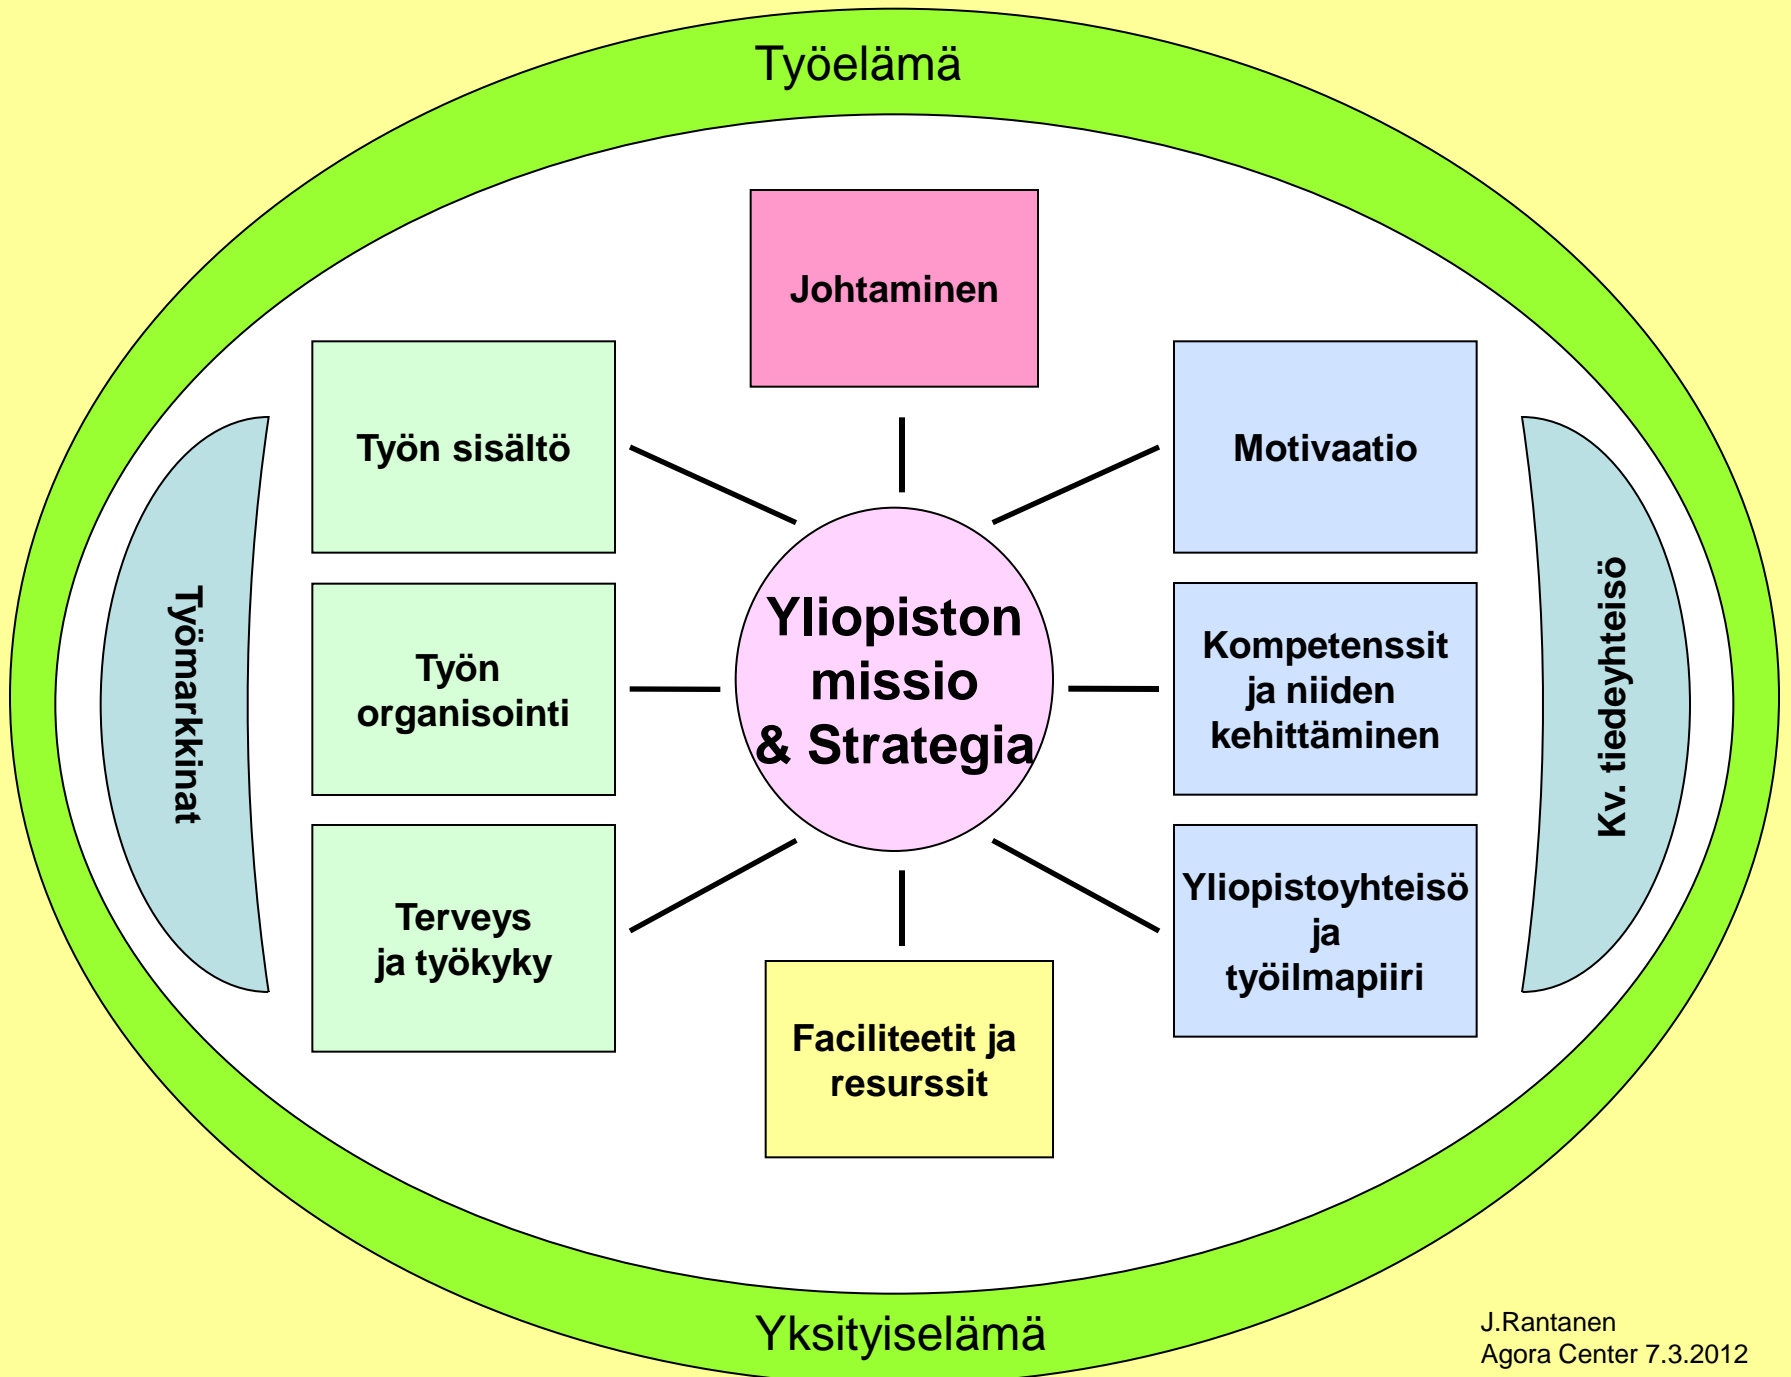 Työelämä
Johtaminen
Työn sisältö
Motivaatio
Työmarkkinat
Työn
organisointi
Yliopiston
missio
& Strategia
Kompetenssit
ja niiden
kehittäminen
Kv. tiedeyhteisö
Terveys
ja työkyky
Faciliteetit ja
resurssit
Yliopistoyhteisö
ja
työilmapiiri
Yksityiselämä
J.Rantanen
Agora Center 7.3.2012